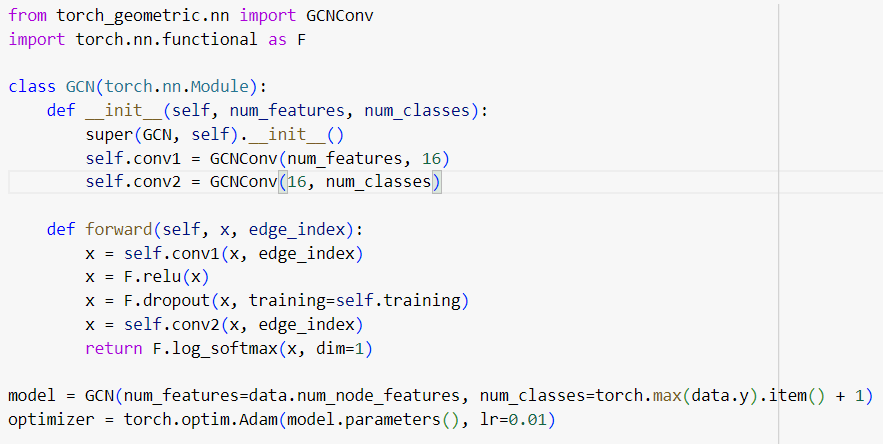 from torch_geometric.nn import GCNConv
import torch.nn.functional as F

class GCN(torch.nn.Module):
    def __init__(self, num_features, num_classes):
        super(GCN, self).__init__()
        self.conv1 = GCNConv(num_features, 16)
        self.conv2 = GCNConv(16, num_classes)

    def forward(self, x, edge_index):
        x = self.conv1(x, edge_index)
        x = F.relu(x)
        x = F.dropout(x, training=self.training)
        x = self.conv2(x, edge_index)
        return F.log_softmax(x, dim=1)

model = GCN(num_features=data.num_node_features, num_classes=torch.max(data.y).item() + 1)
optimizer = torch.optim.Adam(model.parameters(), lr=0.01)